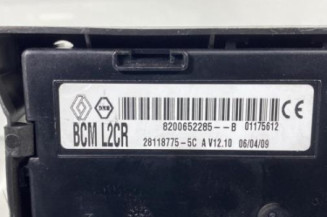 BCM L2CR
8200652285--B 01175612
28118775-5C A V12.10 06/04/09
CE